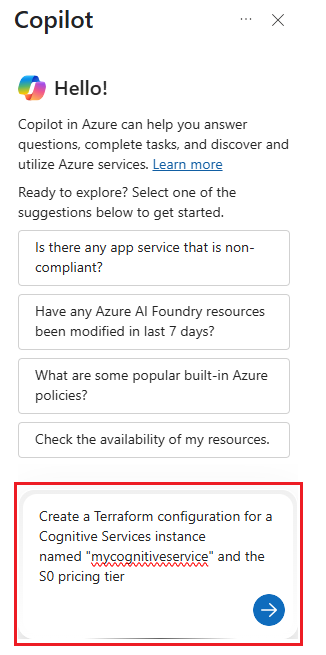 Copilot
Hello!
Copilot in Azure can help you answer
questions, complete tasks, and discover and
utilize Azure services. Learn more
Ready to explore? Select one of the
suggestions below to get started.
Is there any app service that is non-
compliant?
Have any Azure AI Foundry resources
been modified in last 7 days?
What are some popular built-in Azure
policies?
Check the availability of my resources.
Create a Terraform configuration for a
Cognitive Services instance
named "mycognitiveservice" and the
S0 pricing tier